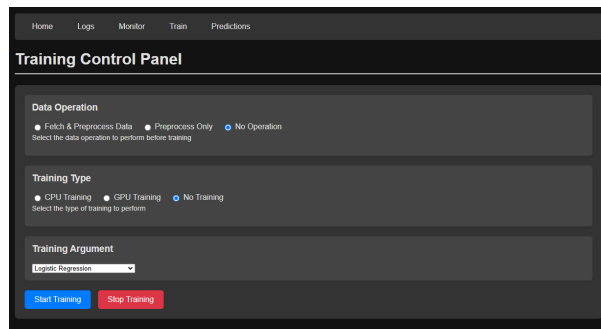 Home Logs Monitor Train Predictions
Training Control Panel
Data Operation
Fetch & Preprocess Data Preprocess Only No Operation
Select the data operation to perform before training
Training Type
CPU Training GPU Training No Training
Select the type of training to perform
Training Argument
Logistic Regression
Start Training Stop Training